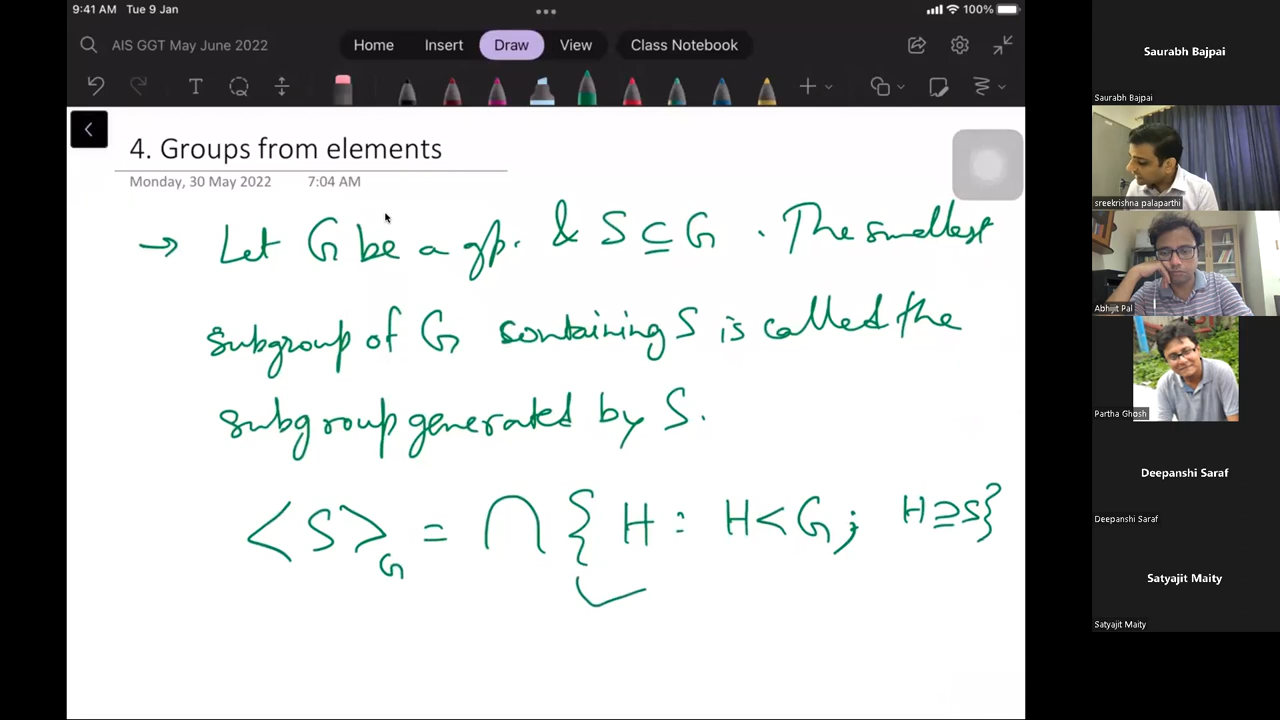 9:41 AM Tue 9 Jan
100%
AIS GGT May June 2022
Home Insert Draw View Class Notebook
T
4. Groups from elements
Monday, 30 May 2022 7:04 AM
→ Let G be a gp. & S ⊆ G . The smallest
subgroup of G containing S is called the
subgroup generated by S.
<S>_G = ∩ { H : H < G ; H ⊇ S }
Saurabh Bajpai
Saurabh Bajpai
sreekrishna palaparthi
Abhijit Pal
Partha Ghosh
Deepanshi Saraf
Deepanshi Saraf
Satyajit Maity
Satyajit Maity